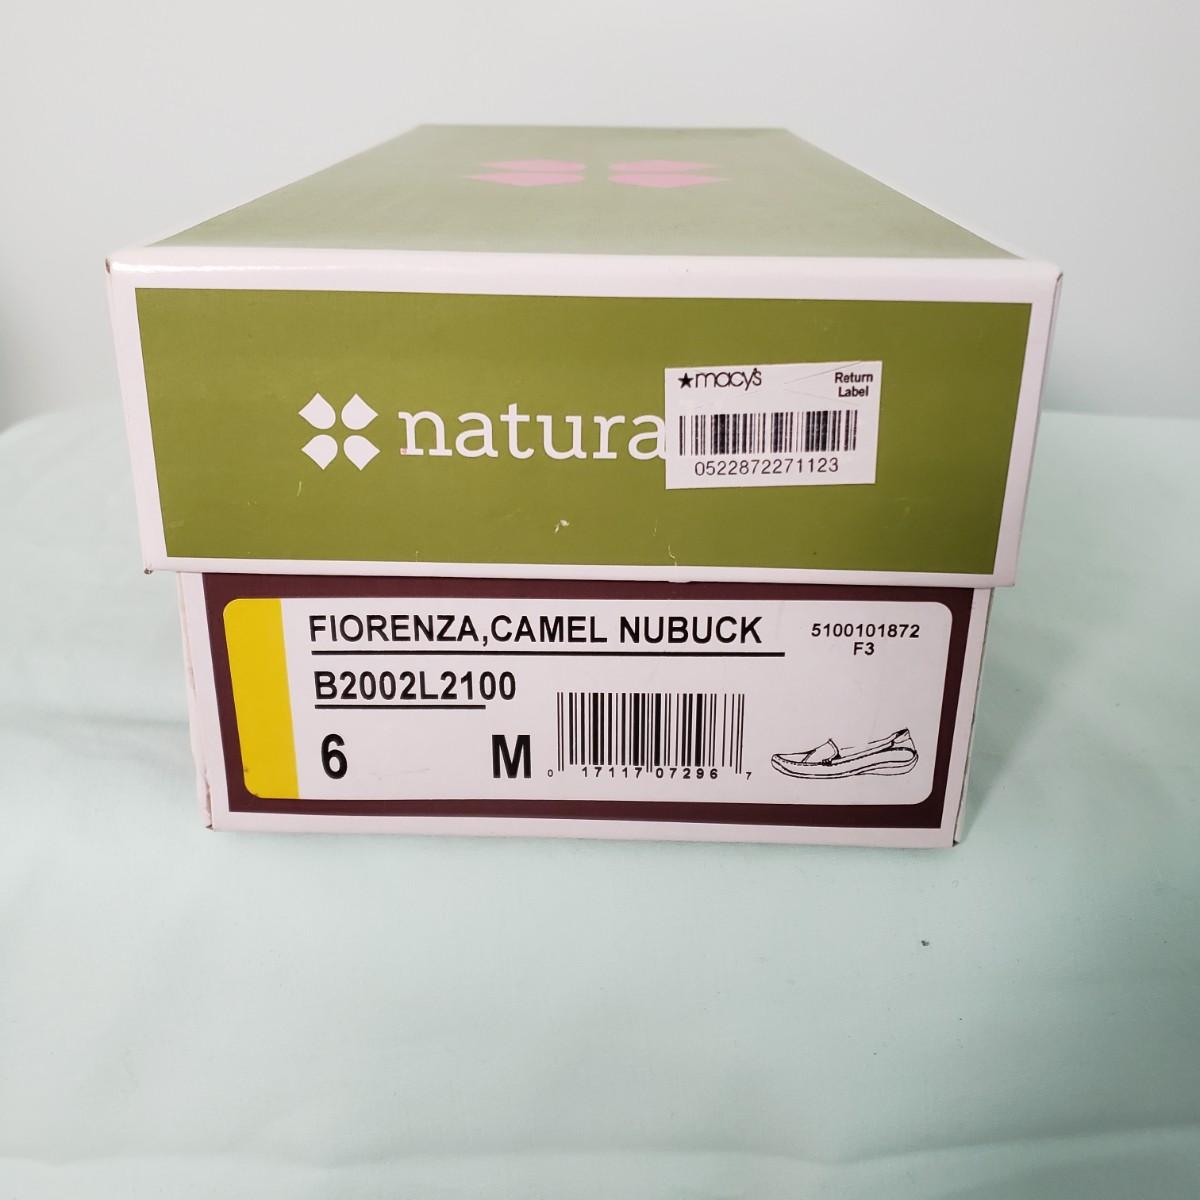 natura
★macy's
Return
Label
0522872271123
FIORENZA,CAMEL NUBUCK
5100101872
F3
B2002L2100
6 M
0 17117 07296 7